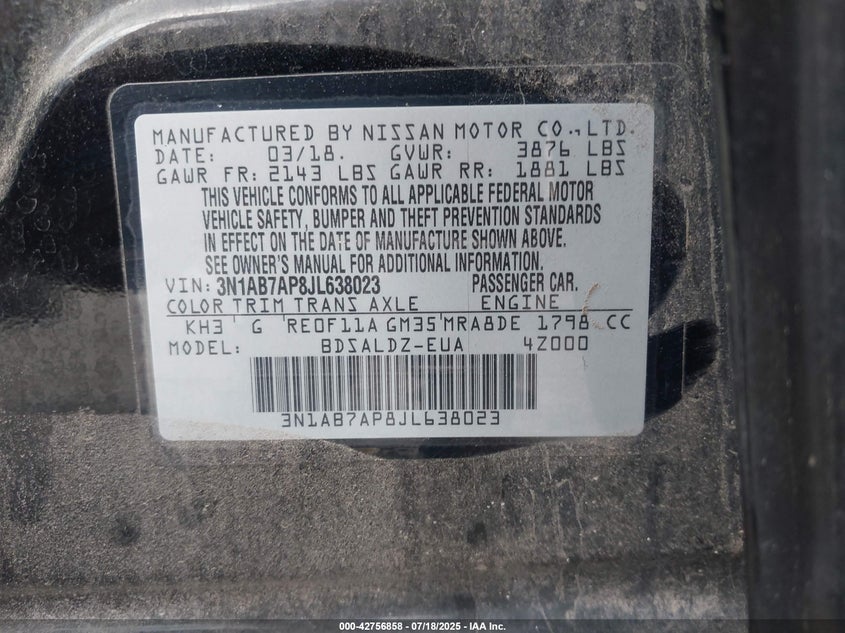 MANUFACTURED BY NISSAN MOTOR CO.,LTD.
DATE: 03/18. GVWR: 3876 LBS
GAWR FR: 2143 LBS GAWR RR: 1881 LBS
THIS VEHICLE CONFORMS TO ALL APPLICABLE FEDERAL MOTOR
VEHICLE SAFETY, BUMPER AND THEFT PREVENTION STANDARDS
IN EFFECT ON THE DATE OF MANUFACTURE SHOWN ABOVE.
SEE OWNER'S MANUAL FOR ADDITIONAL INFORMATION.
VIN: 3N1AB7AP8JL638023 PASSENGER CAR.
COLOR TRIM TRANS AXLE ENGINE
KH3 G RE0F11A GM35 MRA8DE 1798 CC
MODEL: BDSALDZ-EUA 4Z000
3N1AB7AP8JL638023
000-42756858 - 07/18/2025 - IAA Inc.